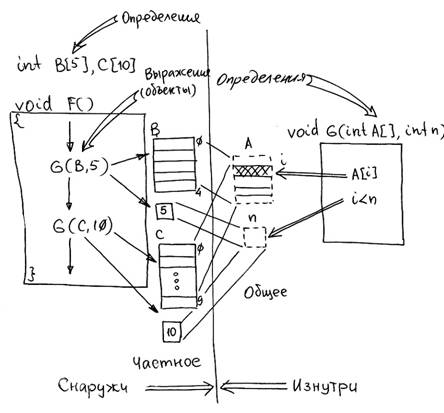 Определения
int B[5], C[10]
Выражения
(объекты)
Определения
void F()
{
void G(int A[], int n)
B
0
A
i
G(B,5)
A[i]
4
n
i<n
5
G(C,10)
C
0
}
9
10
Общее
Частное
Снаружи
Изнутри